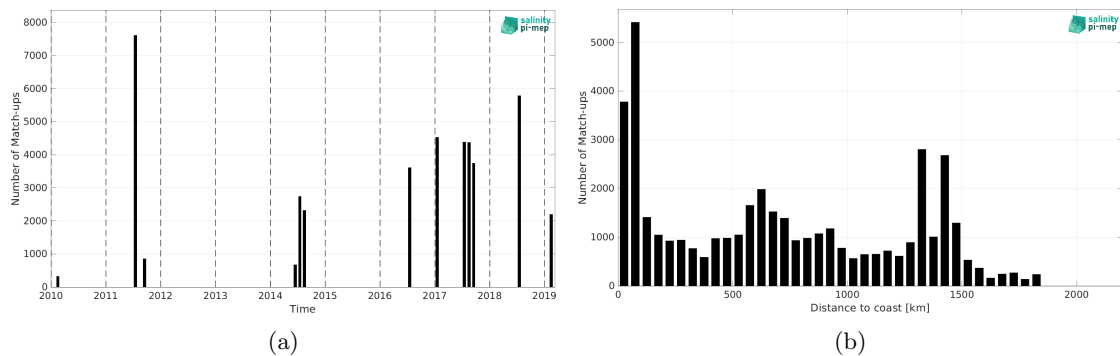 salinity
pi-mep
Number of Match-ups
8000
7000
6000
5000
4000
3000
2000
1000
0
2010 2011 2012 2013 2014 2015 2016 2017 2018 2019
Time
(a)
salinity
pi-mep
Number of Match-ups
5000
4000
3000
2000
1000
0
0 500 1000 1500 2000
Distance to coast [km]
(b)